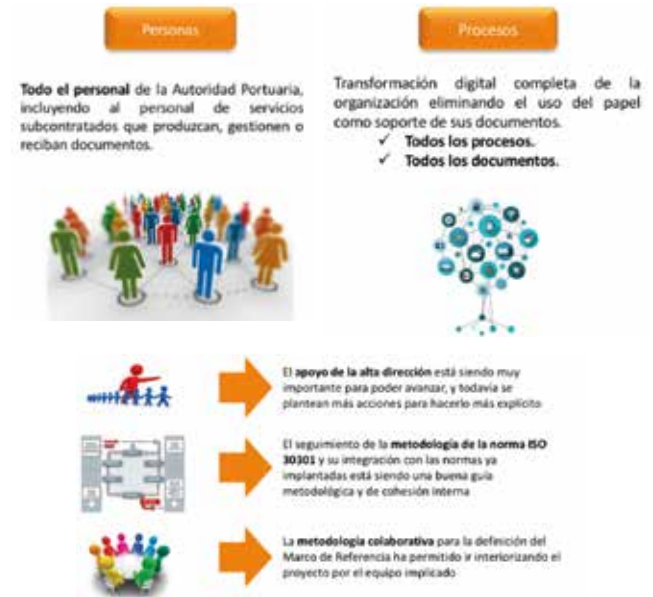 Personas
Todo el personal de la Autoridad Portuaria,
incluyendo al personal de servicios
subcontratados que produzcan, gestionen o
reciban documentos.
Procesos
Transformación digital completa de la
organización eliminando el uso del papel
como soporte de sus documentos.
✓ Todos los procesos.
✓ Todos los documentos.
El apoyo de la alta dirección está siendo muy
importante para poder avanzar, y todavía se
plantean más acciones para hacerlo más explícito
El seguimiento de la metodología de la norma ISO
30301 y su integración con las normas ya
implantadas está siendo una buena guía
metodológica y de cohesión interna
La metodología colaborativa para la definición del
Marco de Referencia ha permitido ir interiorizando el
proyecto por el equipo implicado